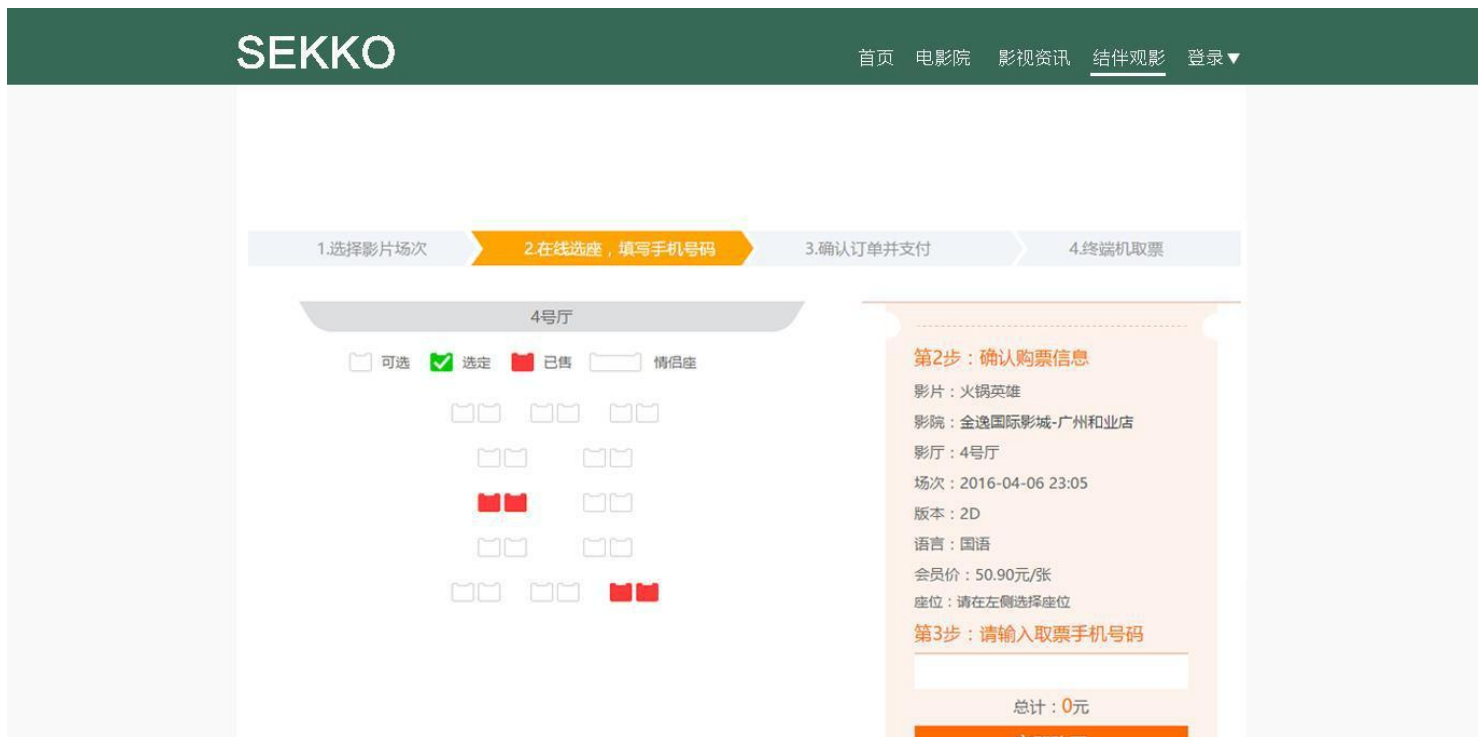 SEKKO
首页 电影院 影视资讯 结伴观影 登录▼
1.选择影片场次 2.在线选座，填写手机号码 3.确认订单并支付 4.终端机取票
4号厅
可选 选定 已售 情侣座
第2步：确认购票信息
影片：火锅英雄
影院：金逸国际影城-广州和业店
影厅：4号厅
场次：2016-04-06 23:05
版本：2D
语言：国语
会员价：50.90元/张
座位：请在左侧选择座位
第3步：请输入取票手机号码
总计：0元